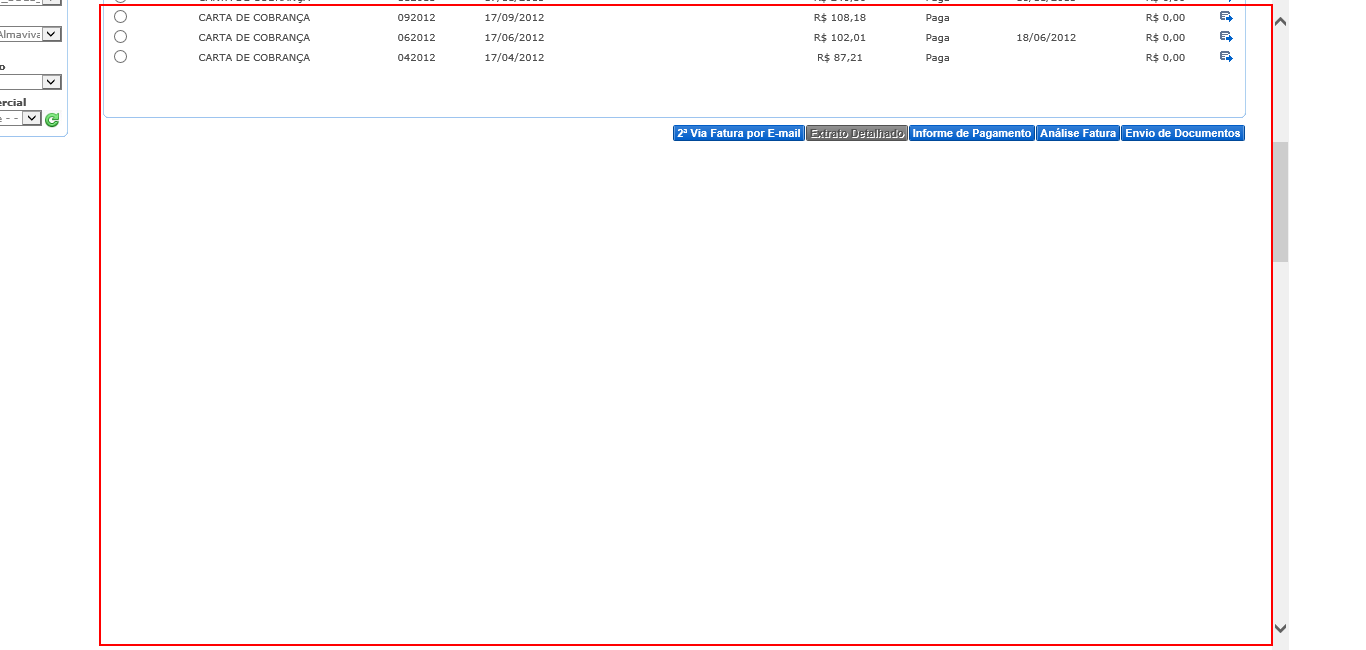 Almaviva
o
ercial
e - -
CARTA DE COBRANÇA 092012 17/09/2012 R$ 108,18 Paga R$ 0,00
CARTA DE COBRANÇA 062012 17/06/2012 R$ 102,01 Paga 18/06/2012 R$ 0,00
CARTA DE COBRANÇA 042012 17/04/2012 R$ 87,21 Paga R$ 0,00
2ª Via Fatura por E-mail Extrato Detalhado Informe de Pagamento Análise Fatura Envio de Documentos